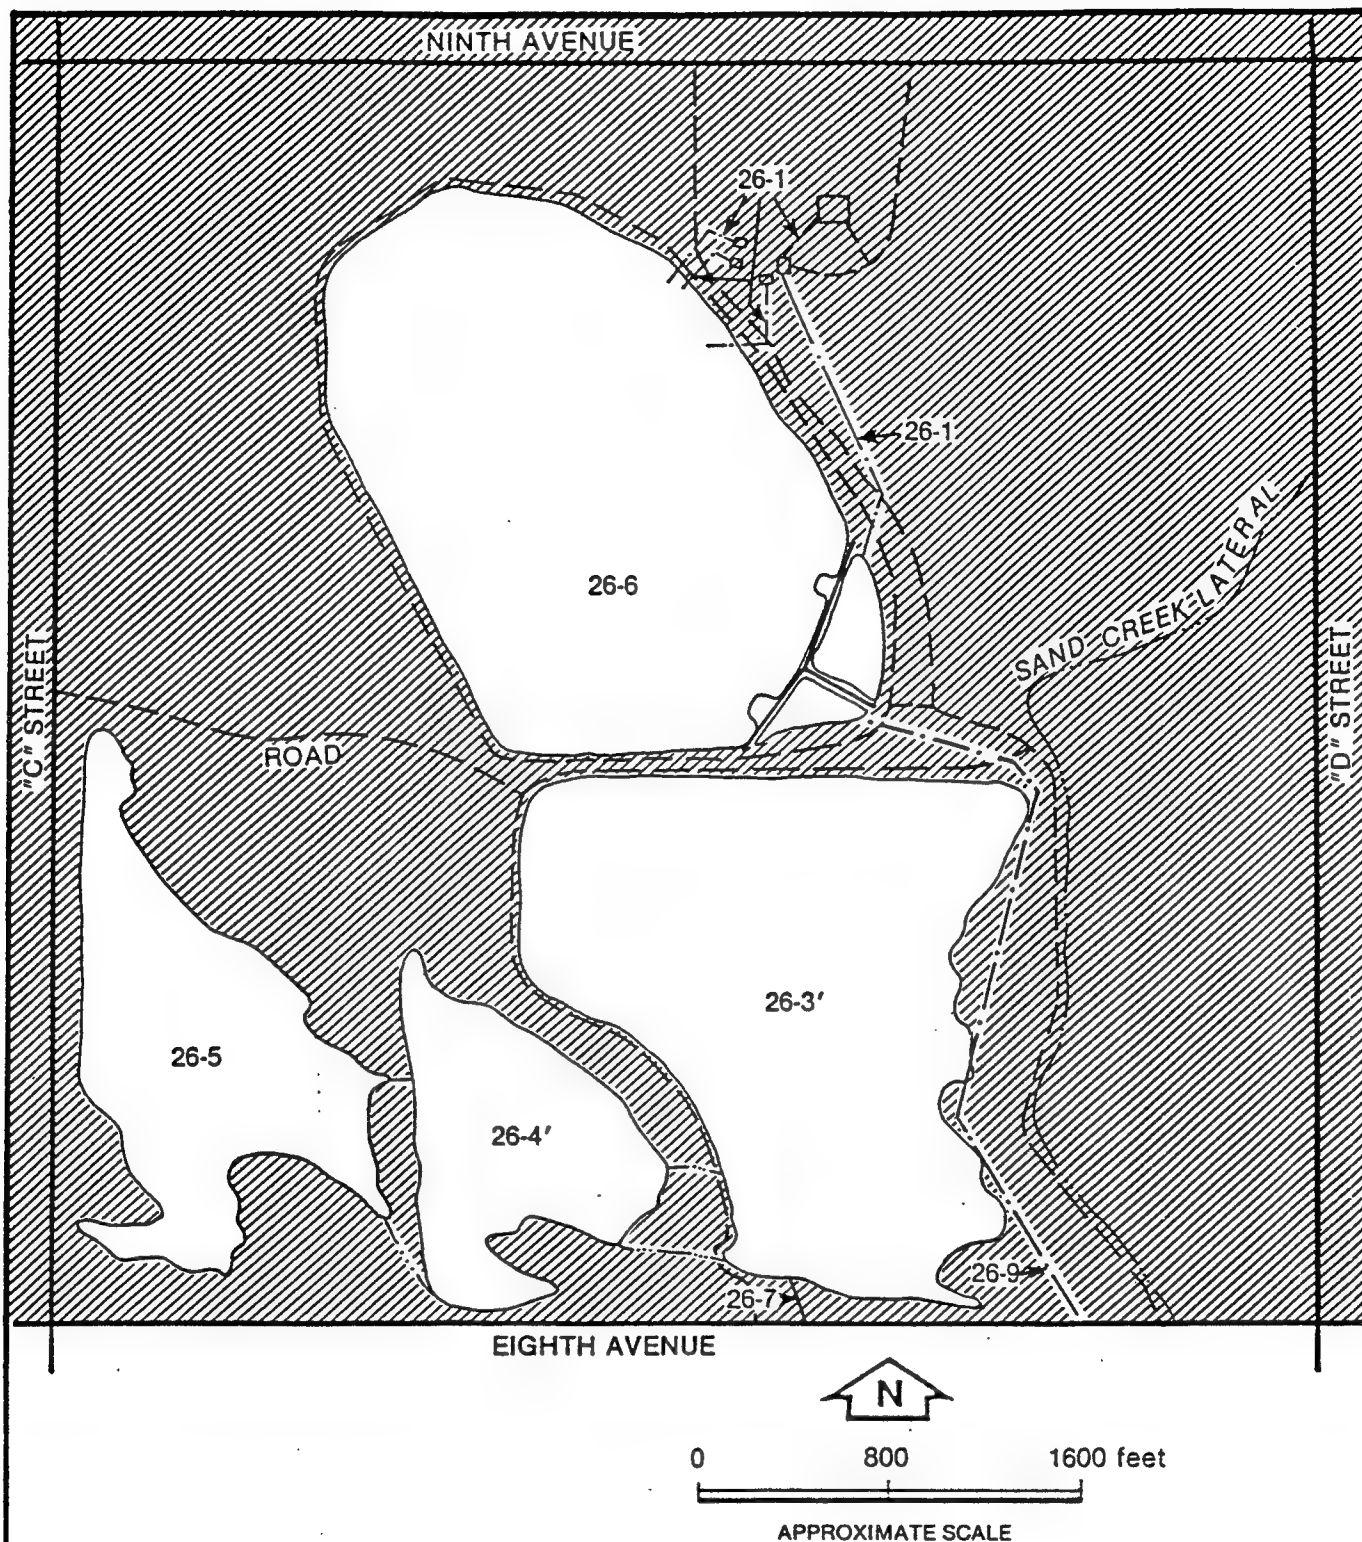 NINTH AVENUE
26-1
26-1
SAND CREEK LATERAL
26-6
"C" STREET
"D" STREET
ROAD
26-3'
26-5
26-4'
26-9
26-7
EIGHTH AVENUE
N
0 800 1600 feet
APPROXIMATE SCALE